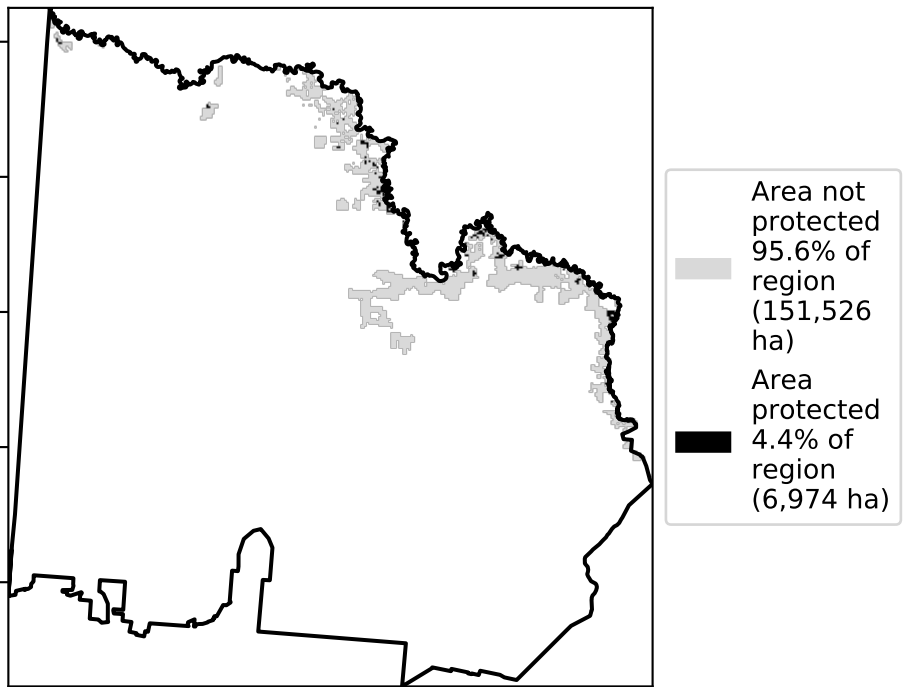 Area not
protected
95.6% of
region
(151,526
ha)
Area
protected
4.4% of
region
(6,974 ha)